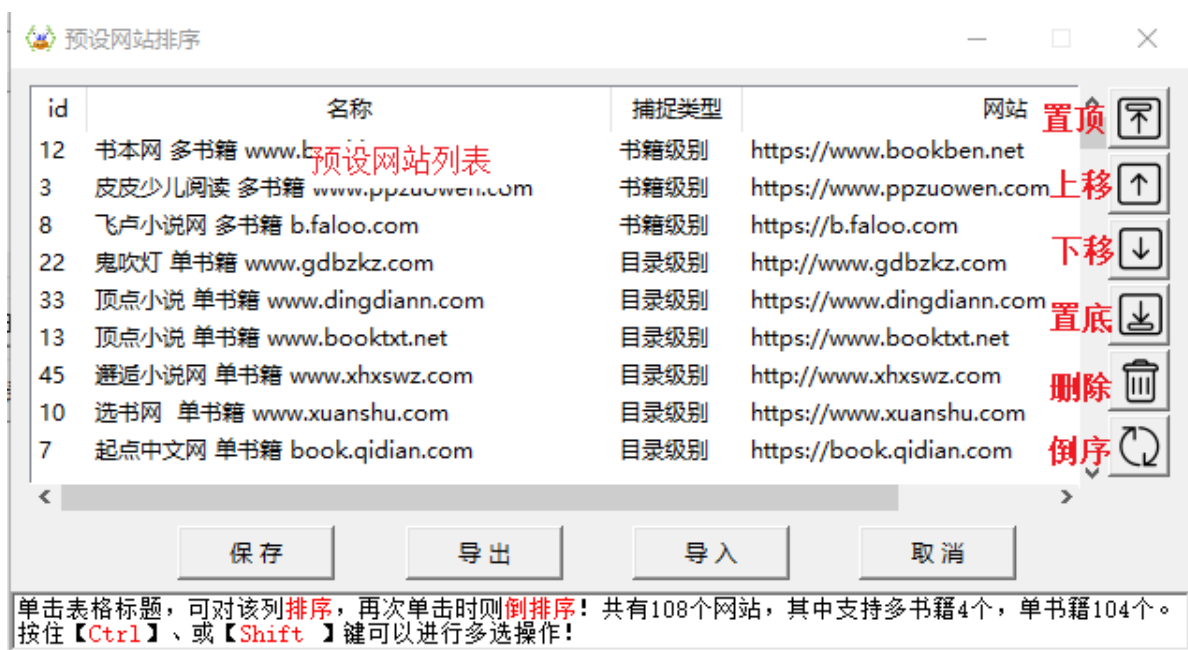 预设网站排序
id 名称 捕捉类型 网站 置顶
12 书本网 多书籍 www.b 书籍级别 https://www.bookben.net
预设网站列表
3 皮皮少儿阅读 多书籍 www.ppzuowen.com 书籍级别 https://www.ppzuowen.com 上移
8 飞卢小说网 多书籍 b.faloo.com 书籍级别 https://b.faloo.com
22 鬼吹灯 单书籍 www.gdbzkz.com 目录级别 http://www.gdbzkz.com 下移
33 顶点小说 单书籍 www.dingdiann.com 目录级别 https://www.dingdiann.com 置底
13 顶点小说 单书籍 www.booktxt.net 目录级别 https://www.booktxt.net
45 邂逅小说网 单书籍 www.xhxswz.com 目录级别 http://www.xhxswz.com 删除
10 选书网 单书籍 www.xuanshu.com 目录级别 https://www.xuanshu.com
7 起点中文网 单书籍 book.qidian.com 目录级别 https://book.qidian.com 倒序
保存 导出 导入 取消
单击表格标题，可对该列排序，再次单击时则倒排序！共有108个网站，其中支持多书籍4个，单书籍104个。
按住【Ctrl】、或【Shift 】鍵可以进行多选操作！